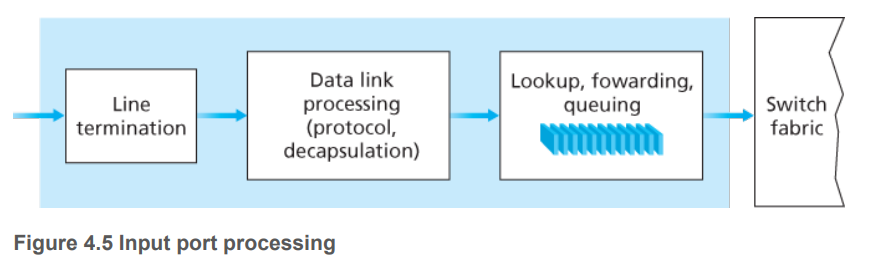 Line
termination
Data link
processing
(protocol,
decapsulation)
Lookup, fowarding,
queuing
Switch
fabric
Figure 4.5 Input port processing